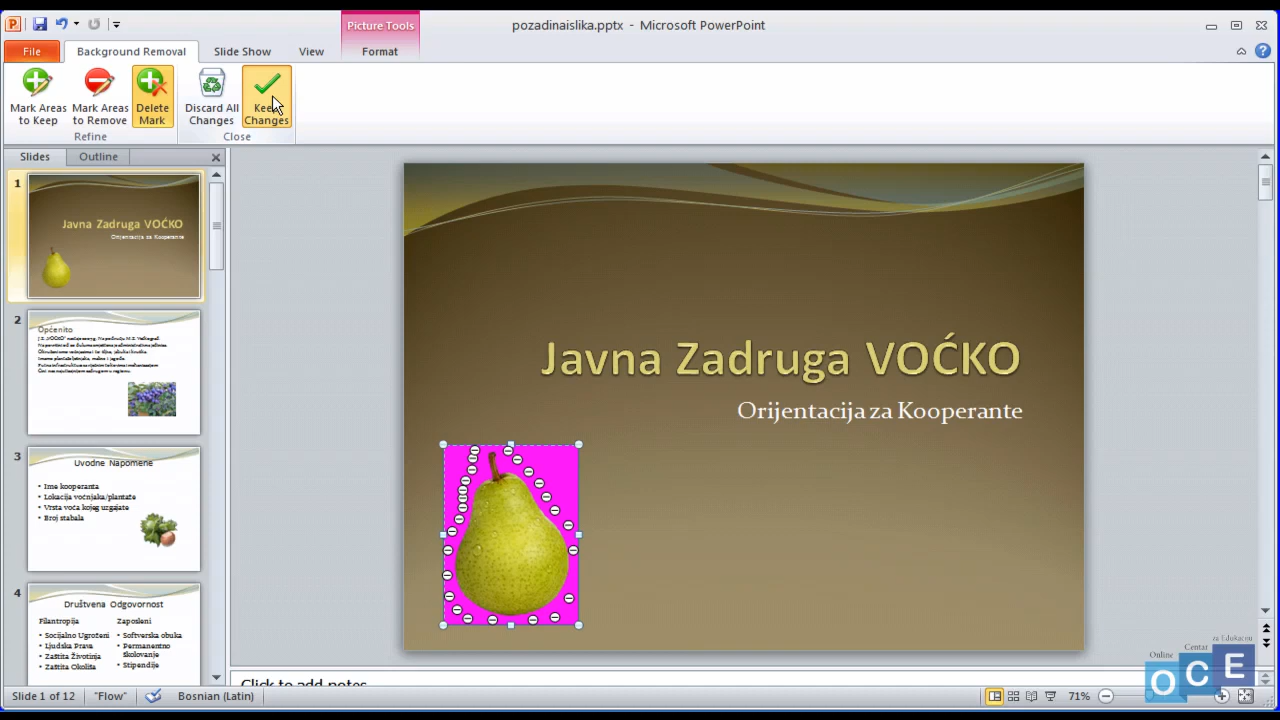 Picture Tools
pozadinaislika.pptx - Microsoft PowerPoint
File
Background Removal
Slide Show
View
Format
Mark Areas to Keep
Mark Areas to Remove
Delete Mark
Discard All Changes
Keep Changes
Refine
Close
Slides
Outline
1
Javna Zadruga VOĆKO
Orijentacija za Kooperante
2
Općenito
3
Uvodne Napomene
• Ime kooperanta
• Lokacija voćnjaka/plantaže
• Vrsta voća kojeg uzgajate
• Broj stabala
4
Društvena Odgovornost
Filantropija
Zaposleni
• Socijalno Ugroženi
• Softverska obuka
• Ljudska Prava
• Permanentno školovanje
• Zaštita Životinja
• Zaštita Okoliša
• Stipendije
Javna Zadruga VOĆKO
Orijentacija za Kooperante
Click to add notes
Online Centar za Edukaciju
OCE
Slide 1 of 12
"Flow"
Bosnian (Latin)
71%